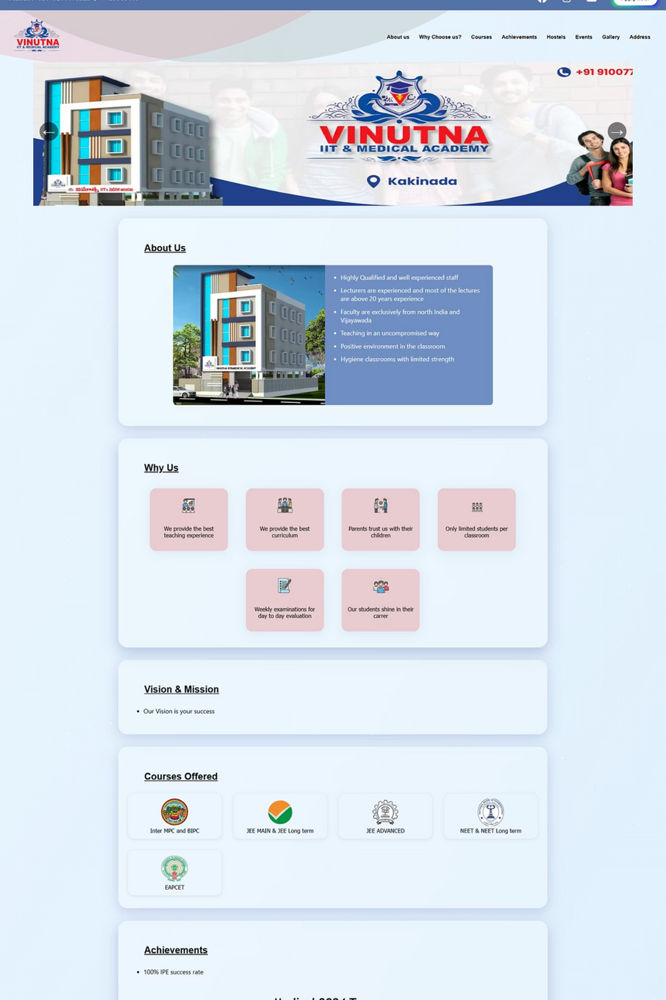 VINUTNA
IIT & MEDICAL ACADEMY
About us Why Choose us? Courses Achievements Hostels Events Gallery Address
+91 91007
VINUTNA
IIT & MEDICAL ACADEMY
Kakinada
About Us
Highly Qualified and well experienced staff
Lecturers are experienced and most of the lectures
are above 20 years experience
Faculty are exclusively from north India and
Vijayawada
Teaching in an uncompromised way
Positive environment in the classroom
Hygiene classrooms with limited strength
Why Us
We provide the best
teaching experience
We provide the best
curriculum
Parents trust us with their
children
Only limited students per
classroom
Weekly examinations for
day to day evaluation
Our students shine in their
carrer
Vision & Mission
Our Vision is your success
Courses Offered
Inter MPC and BIPC
JEE MAIN & JEE Long term
JEE ADVANCED
NEET & NEET Long term
EAPCET
Achievements
100% IPE success rate